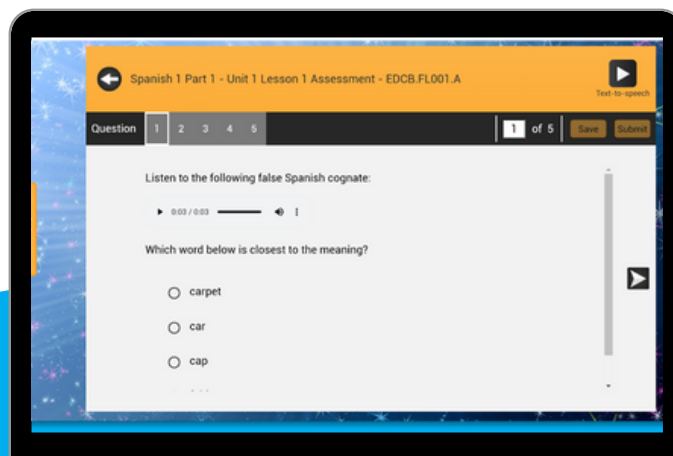 Spanish 1 Part 1 - Unit 1 Lesson 1 Assessment - EDCB.FL001.A
Text-to-speech
Question 1 2 3 4 5 1 of 5 Save Submit
Listen to the following false Spanish cognate:
0:03 / 0:03
Which word below is closest to the meaning?
carpet
car
cap